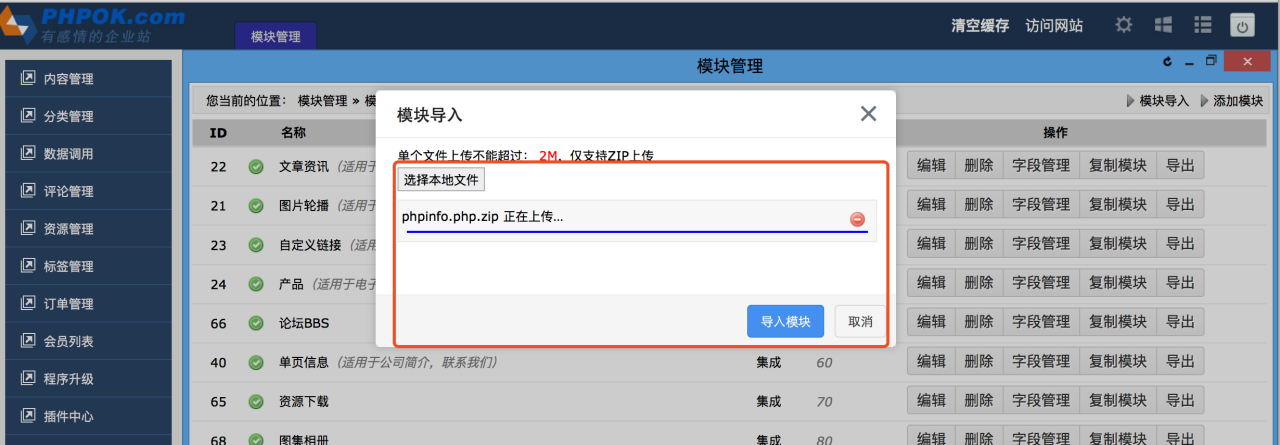 PHPOK.com
有感情的企业站
模块管理
清空缓存 访问网站
内容管理
分类管理
数据调用
评论管理
资源管理
标签管理
订单管理
会员列表
程序升级
插件中心
模块管理
您当前的位置： 模块管理 »
模块导入 添加模块
ID 名称 操作
22 文章资讯 (适用于 编辑 删除 字段管理 复制模块 导出
21 图片轮播 (适用于 编辑 删除 字段管理 复制模块 导出
23 自定义链接 (适用 编辑 删除 字段管理 复制模块 导出
24 产品 (适用于电子 编辑 删除 字段管理 复制模块 导出
66 论坛BBS 编辑 删除 字段管理 复制模块 导出
40 单页信息 (适用于公司简介，联系我们) 集成 60 编辑 删除 字段管理 复制模块 导出
65 资源下载 集成 70 编辑 删除 字段管理 复制模块 导出
68 图集相册 集成 80 编辑 删除 字段管理 复制模块 导出
模块导入
单个文件上传不能超过： 2M，仅支持ZIP上传
选择本地文件
phpinfo.php.zip 正在上传...
导入模块 取消